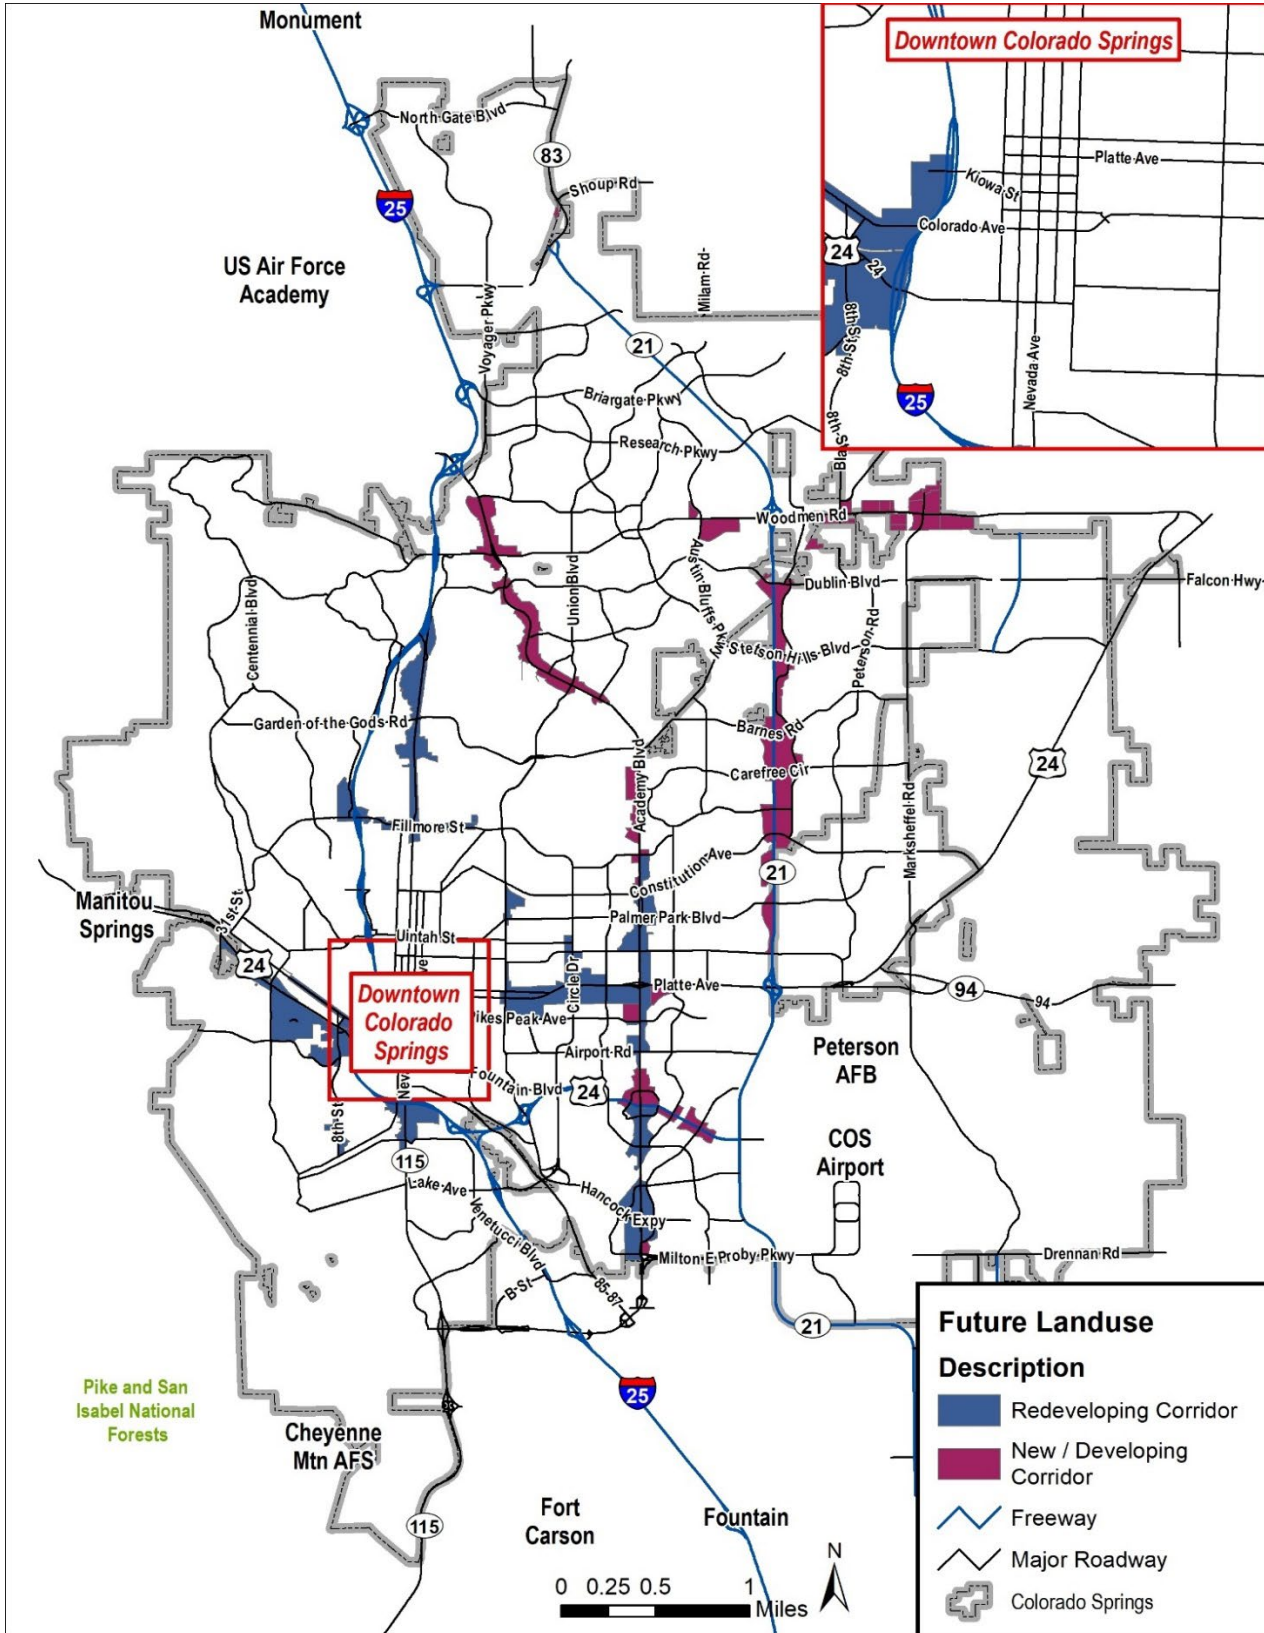 Monument
Downtown Colorado Springs
North Gate Blvd
83
Shoup Rd
25
Platte Ave
Kiowa St
Colorado Ave
24
24
8th St
Nevada Ave
25
US Air Force
Academy
Milam Rd
Voyager Pkwy
21
Briargate Pkwy
8th St
Research Pkwy
Woodmen Rd
Union Blvd
Austin Bluffs Pkwy
Dublin Blvd
Falcon Hwy
Centennial Blvd
Stetson Hills Blvd
Peterson Rd
Garden of the Gods Rd
Barnes Rd
24
Academy Blvd
Carefree Cir
Marksheffel Rd
Fillmore St
Constitution Ave
21
Manitou
Springs
31st St
Palmer Park Blvd
Uintah St
24
Circle Dr
Platte Ave
94
94
Downtown
Colorado
Springs
Pikes Peak Ave
Airport Rd
Peterson
AFB
Fountain Blvd
24
8th St
COS
Airport
115
Lake Ave
Hancock Expy
Venetucci Blvd
Milton E Proby Pkwy
Drennan Rd
B St
85-87
21
25
Pike and San
Isabel National
Forests
Cheyenne
Mtn AFS
115
Fort
Carson
Fountain
N
0 0.25 0.5 1
Miles
Future Landuse
Description
Redeveloping Corridor
New / Developing
Corridor
Freeway
Major Roadway
Colorado Springs